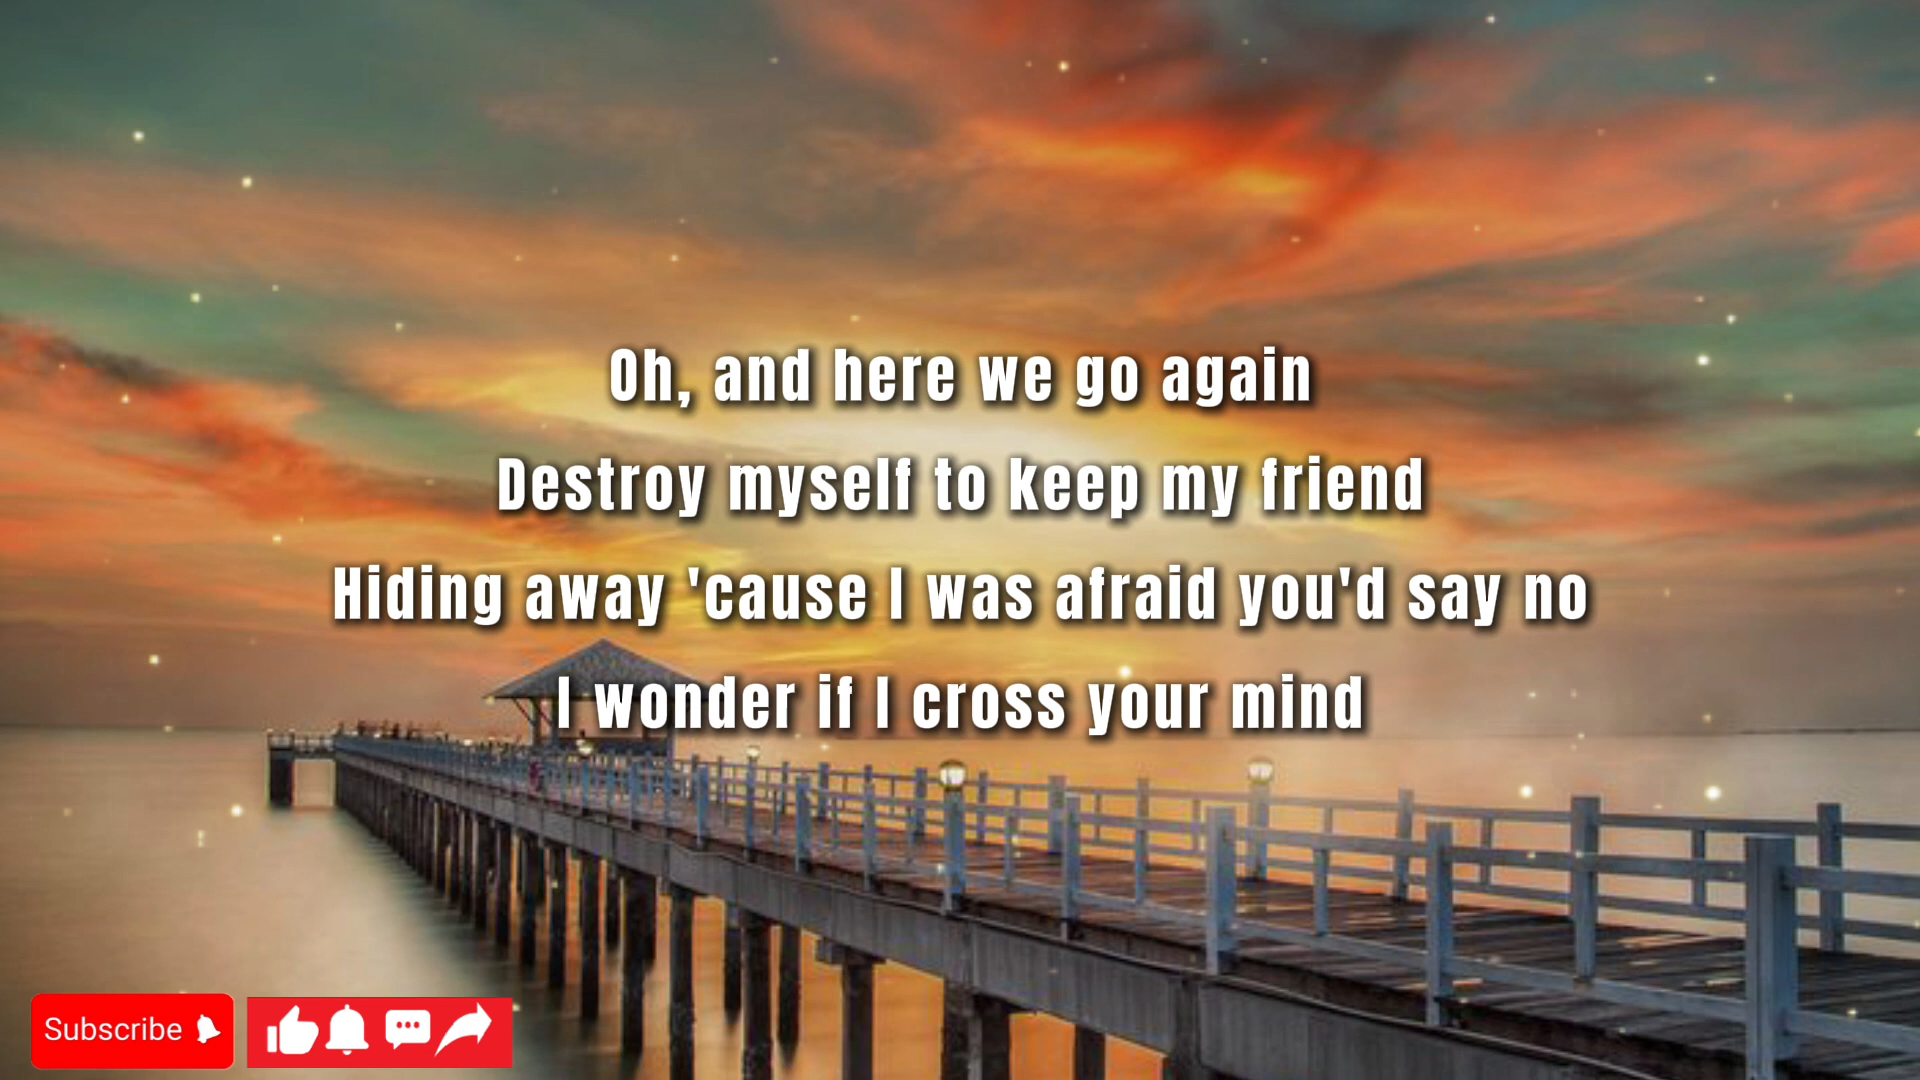 Oh, and here we go again
Destroy myself to keep my friend
Hiding away 'cause I was afraid you'd say no
I wonder if I cross your mind
Subscribe